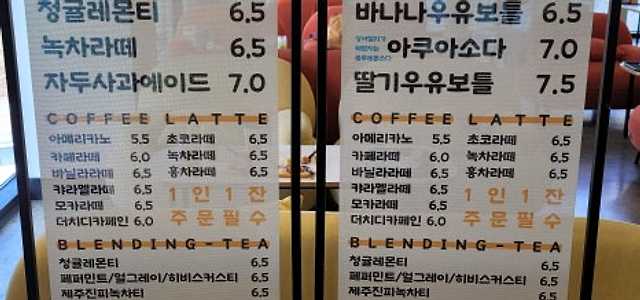 청귤레몬티 6.5
녹차라떼 6.5
자두사과에이드 7.0
COFFEE LATTE
아메리카노 5.5 초코라떼 6.5
카페라떼 6.0 녹차라떼 6.5
바닐라라떼 6.5 홍차라떼 6.5
캬라멜라떼 6.5 1인1잔
모카라떼 6.5 주문필수
더치디카페인 6.0
BLENDING-TEA
청귤레몬티 6.5
페퍼민트/얼그레이/히비스커스티 6.5
제주진피녹차티 6.5
바나나우유보틀 6.5
아쿠아소다 7.0
딸기우유보틀 7.5
COFFEE LATTE
아메리카노 5.5 초코라떼 6.5
카페라떼 6.0 녹차라떼 6.5
바닐라라떼 6.5 홍차라떼 6.5
캬라멜라떼 6.5 1인1잔
모카라떼 6.5 주문필수
더치디카페인 6.0
BLENDING-TEA
청귤레몬티 6.5
페퍼민트/얼그레이/히비스커스티 6.5
제주진피녹차티 6.5